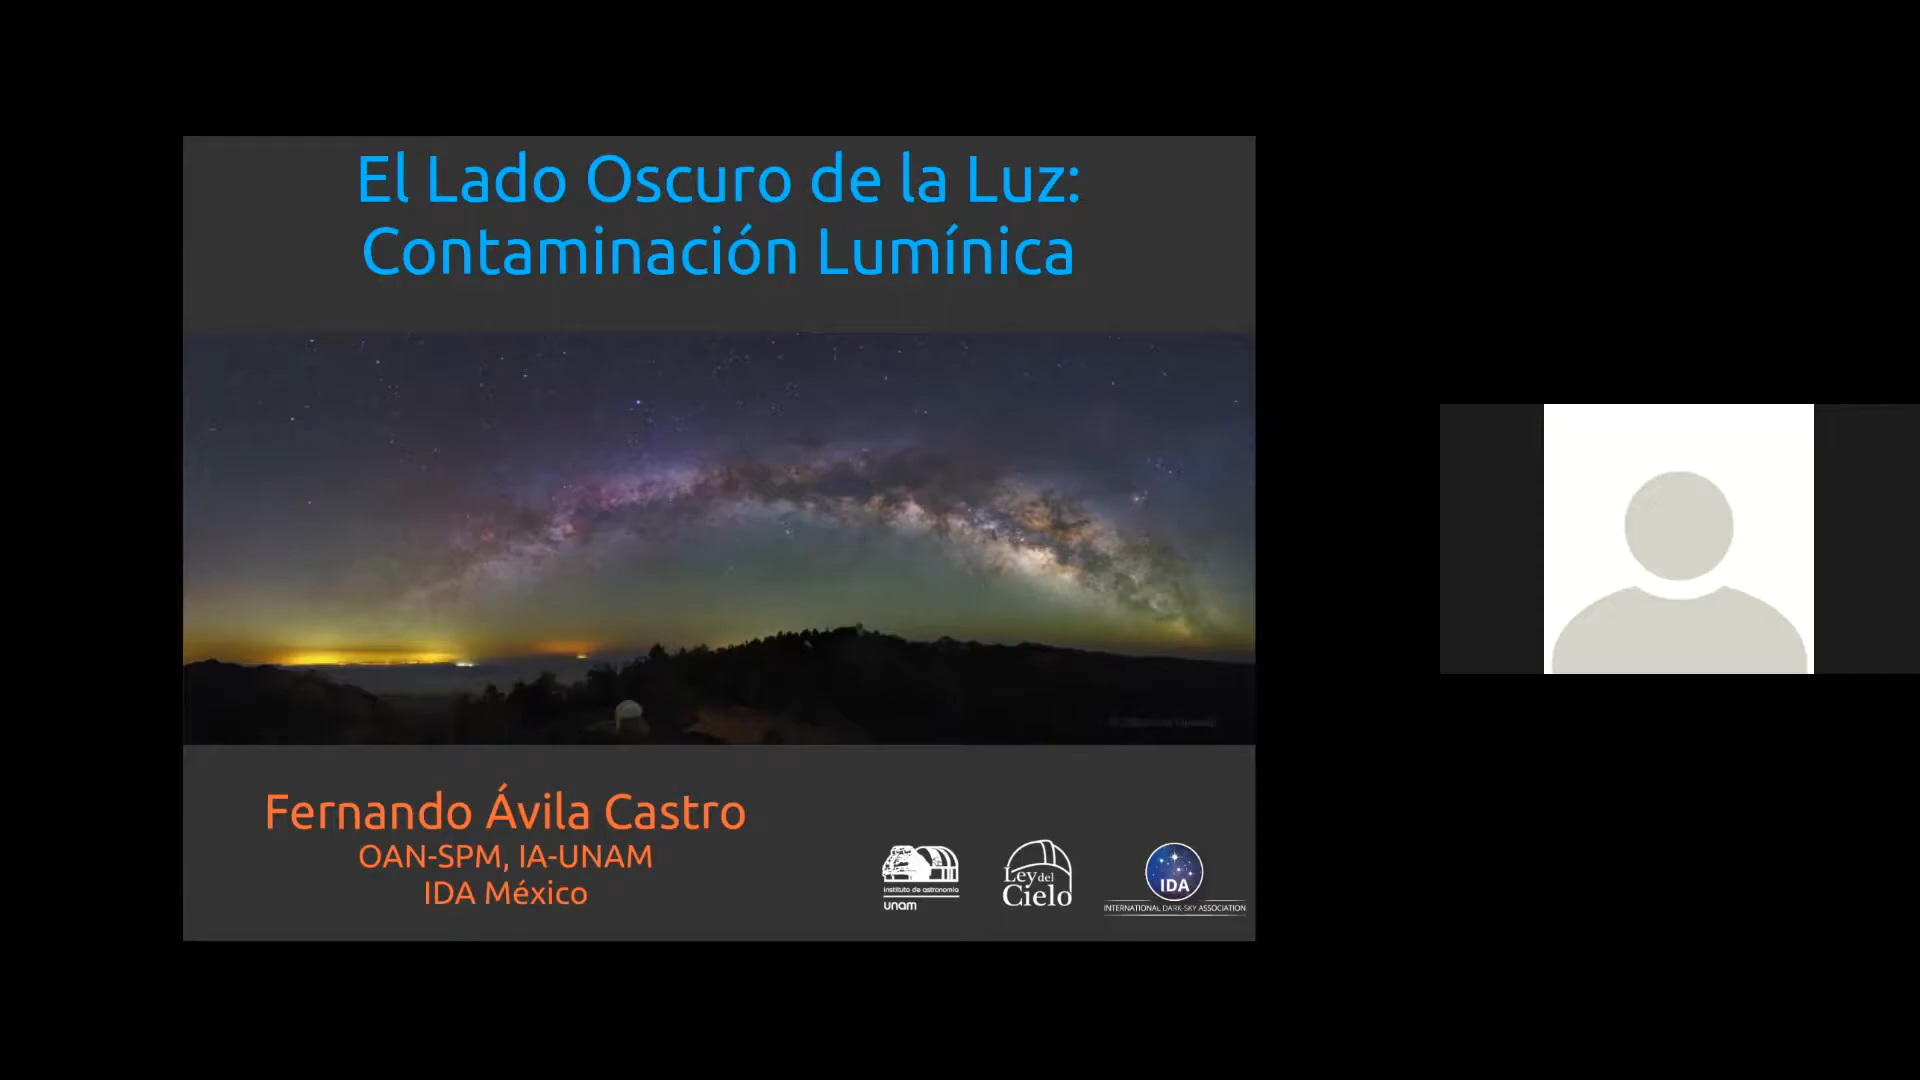 El Lado Oscuro de la Luz:
Contaminación Lumínica
Fernando Ávila Castro
OAN-SPM, IA-UNAM
IDA México
instituto de astronomía
unam
Ley del
Cielo
IDA
INTERNATIONAL DARK-SKY ASSOCIATION